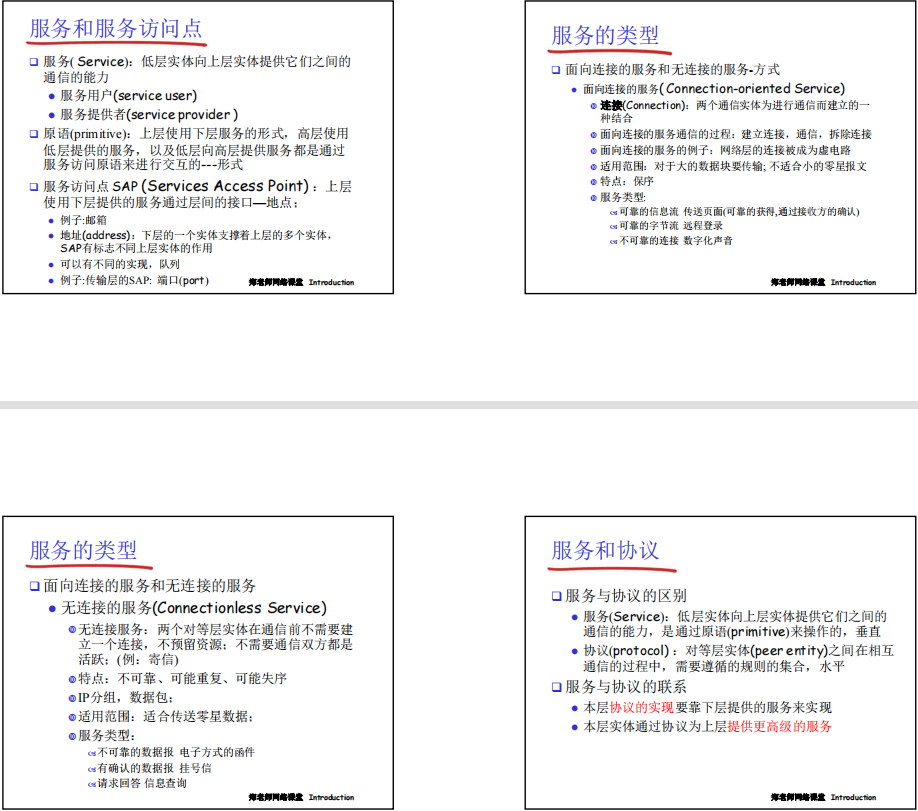 服务和服务访问点
服务( Service)：低层实体向上层实体提供它们之间的
通信的能力
服务用户(service user)
服务提供者(service provider )
原语(primitive)：上层使用下层服务的形式，高层使用
低层提供的服务，以及低层向高层提供服务都是通过
服务访问原语来进行交互的---形式
服务访问点 SAP (Services Access Point) ：上层
使用下层提供的服务通过层间的接口—地点；
例子:邮箱
地址(address)：下层的一个实体支撑着上层的多个实体，
SAP有标志不同上层实体的作用
可以有不同的实现，队列
例子:传输层的SAP: 端口(port)
海老师网络课堂 Introduction
服务的类型
面向连接的服务和无连接的服务-方式
面向连接的服务( Connection-oriented Service)
连接(Connection)：两个通信实体为进行通信而建立的一
种结合
面向连接的服务通信的过程：建立连接，通信，拆除连接
面向连接的服务的例子：网络层的连接被成为虚电路
适用范围：对于大的数据块要传输; 不适合小的零星报文
特点：保序
服务类型:
可靠的信息流 传送页面(可靠的获得,通过接收方的确认)
可靠的字节流 远程登录
不可靠的连接 数字化声音
海老师网络课堂 Introduction
服务的类型
面向连接的服务和无连接的服务
无连接的服务(Connectionless Service)
无连接服务：两个对等层实体在通信前不需要建
立一个连接，不预留资源；不需要通信双方都是
活跃；(例：寄信)
特点：不可靠、可能重复、可能失序
IP分组，数据包；
适用范围：适合传送零星数据；
服务类型：
不可靠的数据报 电子方式的函件
有确认的数据报 挂号信
请求回答 信息查询
海老师网络课堂 Introduction
服务和协议
服务与协议的区别
服务(Service)：低层实体向上层实体提供它们之间的
通信的能力，是通过原语(primitive)来操作的，垂直
协议(protocol) ：对等层实体(peer entity)之间在相互
通信的过程中，需要遵循的规则的集合，水平
服务与协议的联系
本层协议的实现要靠下层提供的服务来实现
本层实体通过协议为上层提供更高级的服务
海老师网络课堂 Introduction